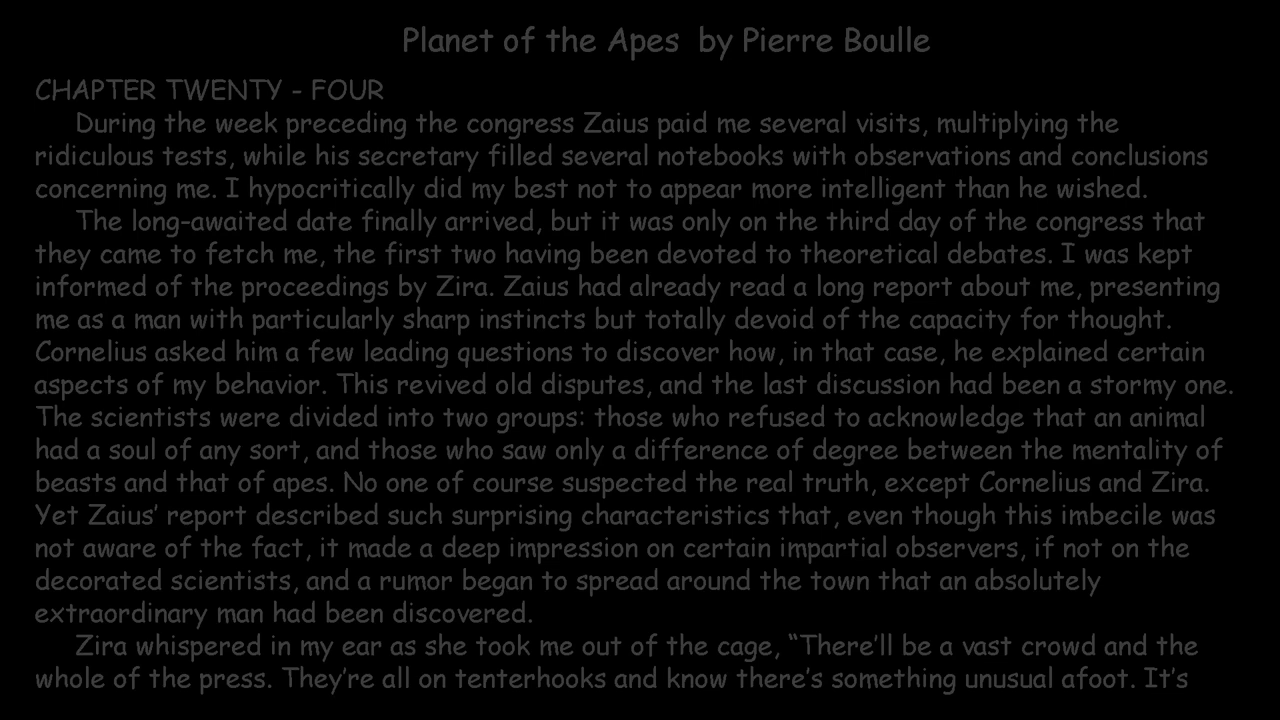 Planet of the Apes by Pierre Boulle
CHAPTER TWENTY - FOUR
During the week preceding the congress Zaius paid me several visits, multiplying the
ridiculous tests, while his secretary filled several notebooks with observations and conclusions
concerning me. I hypocritically did my best not to appear more intelligent than he wished.
The long-awaited date finally arrived, but it was only on the third day of the congress that
they came to fetch me, the first two having been devoted to theoretical debates. I was kept
informed of the proceedings by Zira. Zaius had already read a long report about me, presenting
me as a man with particularly sharp instincts but totally devoid of the capacity for thought.
Cornelius asked him a few leading questions to discover how, in that case, he explained certain
aspects of my behavior. This revived old disputes, and the last discussion had been a stormy one.
The scientists were divided into two groups: those who refused to acknowledge that an animal
had a soul of any sort, and those who saw only a difference of degree between the mentality of
beasts and that of apes. No one of course suspected the real truth, except Cornelius and Zira.
Yet Zaius’ report described such surprising characteristics that, even though this imbecile was
not aware of the fact, it made a deep impression on certain impartial observers, if not on the
decorated scientists, and a rumor began to spread around the town that an absolutely
extraordinary man had been discovered.
Zira whispered in my ear as she took me out of the cage, “There’ll be a vast crowd and the
whole of the press. They’re all on tenterhooks and know there’s something unusual afoot. It’s